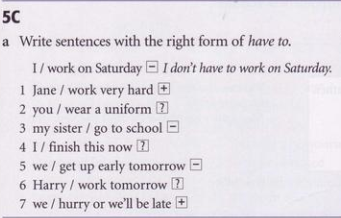 5C
a Write sentences with the right form of have to.
I / work on Saturday [-] I don't have to work on Saturday.
1 Jane / work very hard [+]
2 you / wear a uniform [?]
3 my sister / go to school [-]
4 I / finish this now [?]
5 we / get up early tomorrow [-]
6 Harry / work tomorrow [?]
7 we / hurry or we'll be late [+]